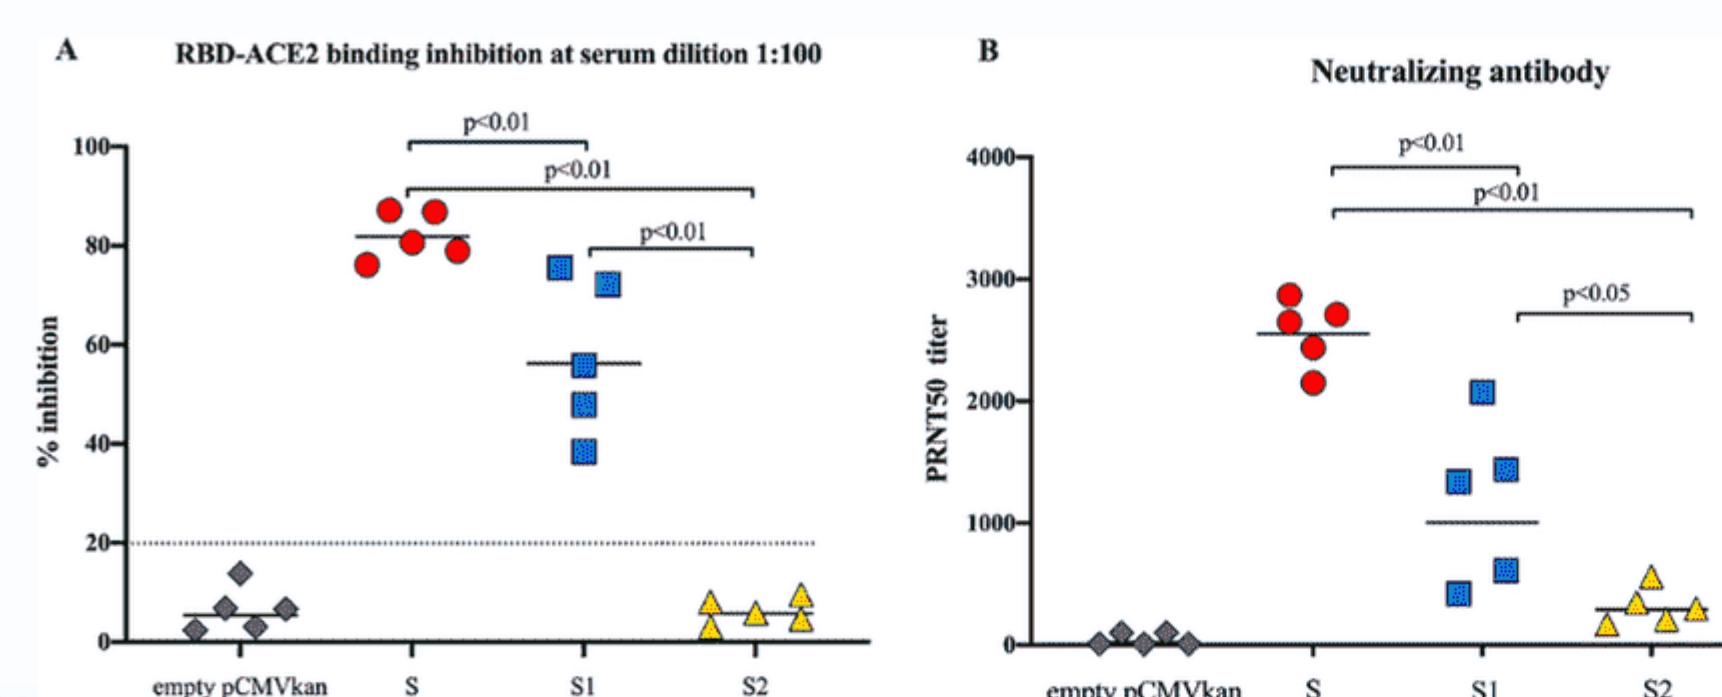 A
RBD-ACE2 binding inhibition at serum dilition 1:100
p<0.01
p<0.01
p<0.01
100
80
60
40
20
0
% inhibition
empty pCMVkan
S
S1
S2
B
Neutralizing antibody
p<0.01
p<0.01
p<0.05
4000
3000
2000
1000
0
PRNT50 titer
empty pCMVkan
S
S1
S2